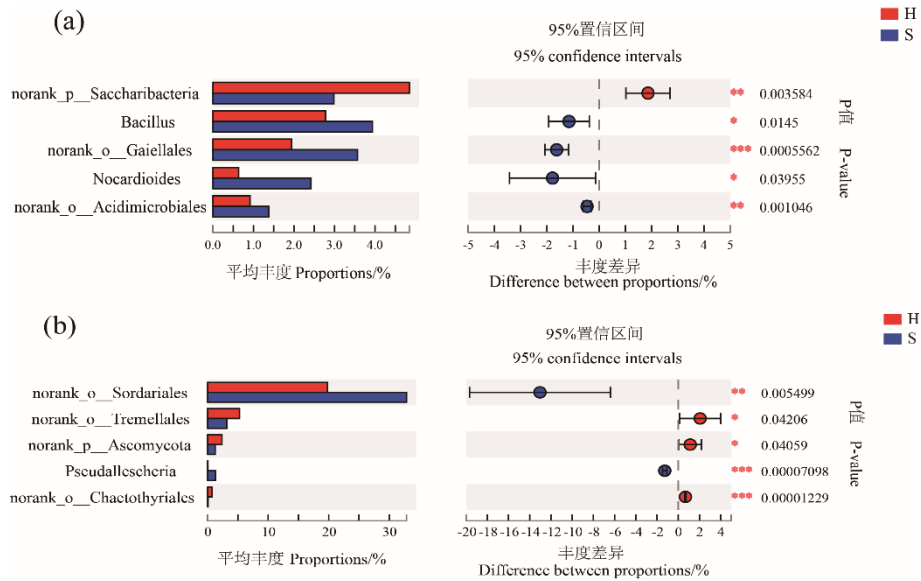 (a)
H
S
95%置信区间
95% confidence intervals
norank_p__Saccharibacteria
Bacillus
norank_o__Gaiellales
Nocardioides
norank_o__Acidimicrobiales
** 0.003584
* 0.0145
*** 0.0005562
* 0.03955
** 0.001046
P值
P-value
0.0 1.0 3.0 4.0
平均丰度 Proportions/%
-5 -4 -3 -2 -1 0 1 2 3 4 5
丰度差异
Difference between proportions/%
(b)
H
S
95%置信区间
95% confidence intervals
norank_o__Sordariales
norank_o__Tremellales
norank_p__Ascomycota
Pseudallescheria
norank_o__Chactothyriales
** 0.005499
* 0.04206
* 0.04059
*** 0.00007098
*** 0.00001229
P值
P-value
0 10 20 30
平均丰度 Proportions/%
-20 -18 -16 -14 -12 -10 -8 -6 -4 -2 0 2 4
丰度差异
Difference between proportions/%